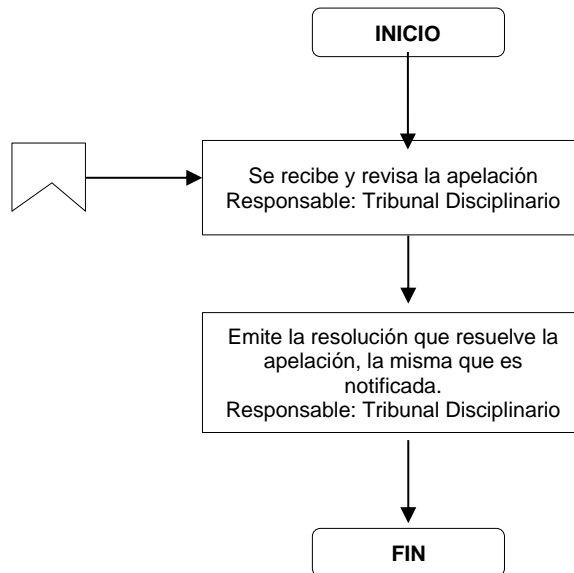 INICIO
Se recibe y revisa la apelación
Responsable: Tribunal Disciplinario
Emite la resolución que resuelve la
apelación, la misma que es
notificada.
Responsable: Tribunal Disciplinario
FIN